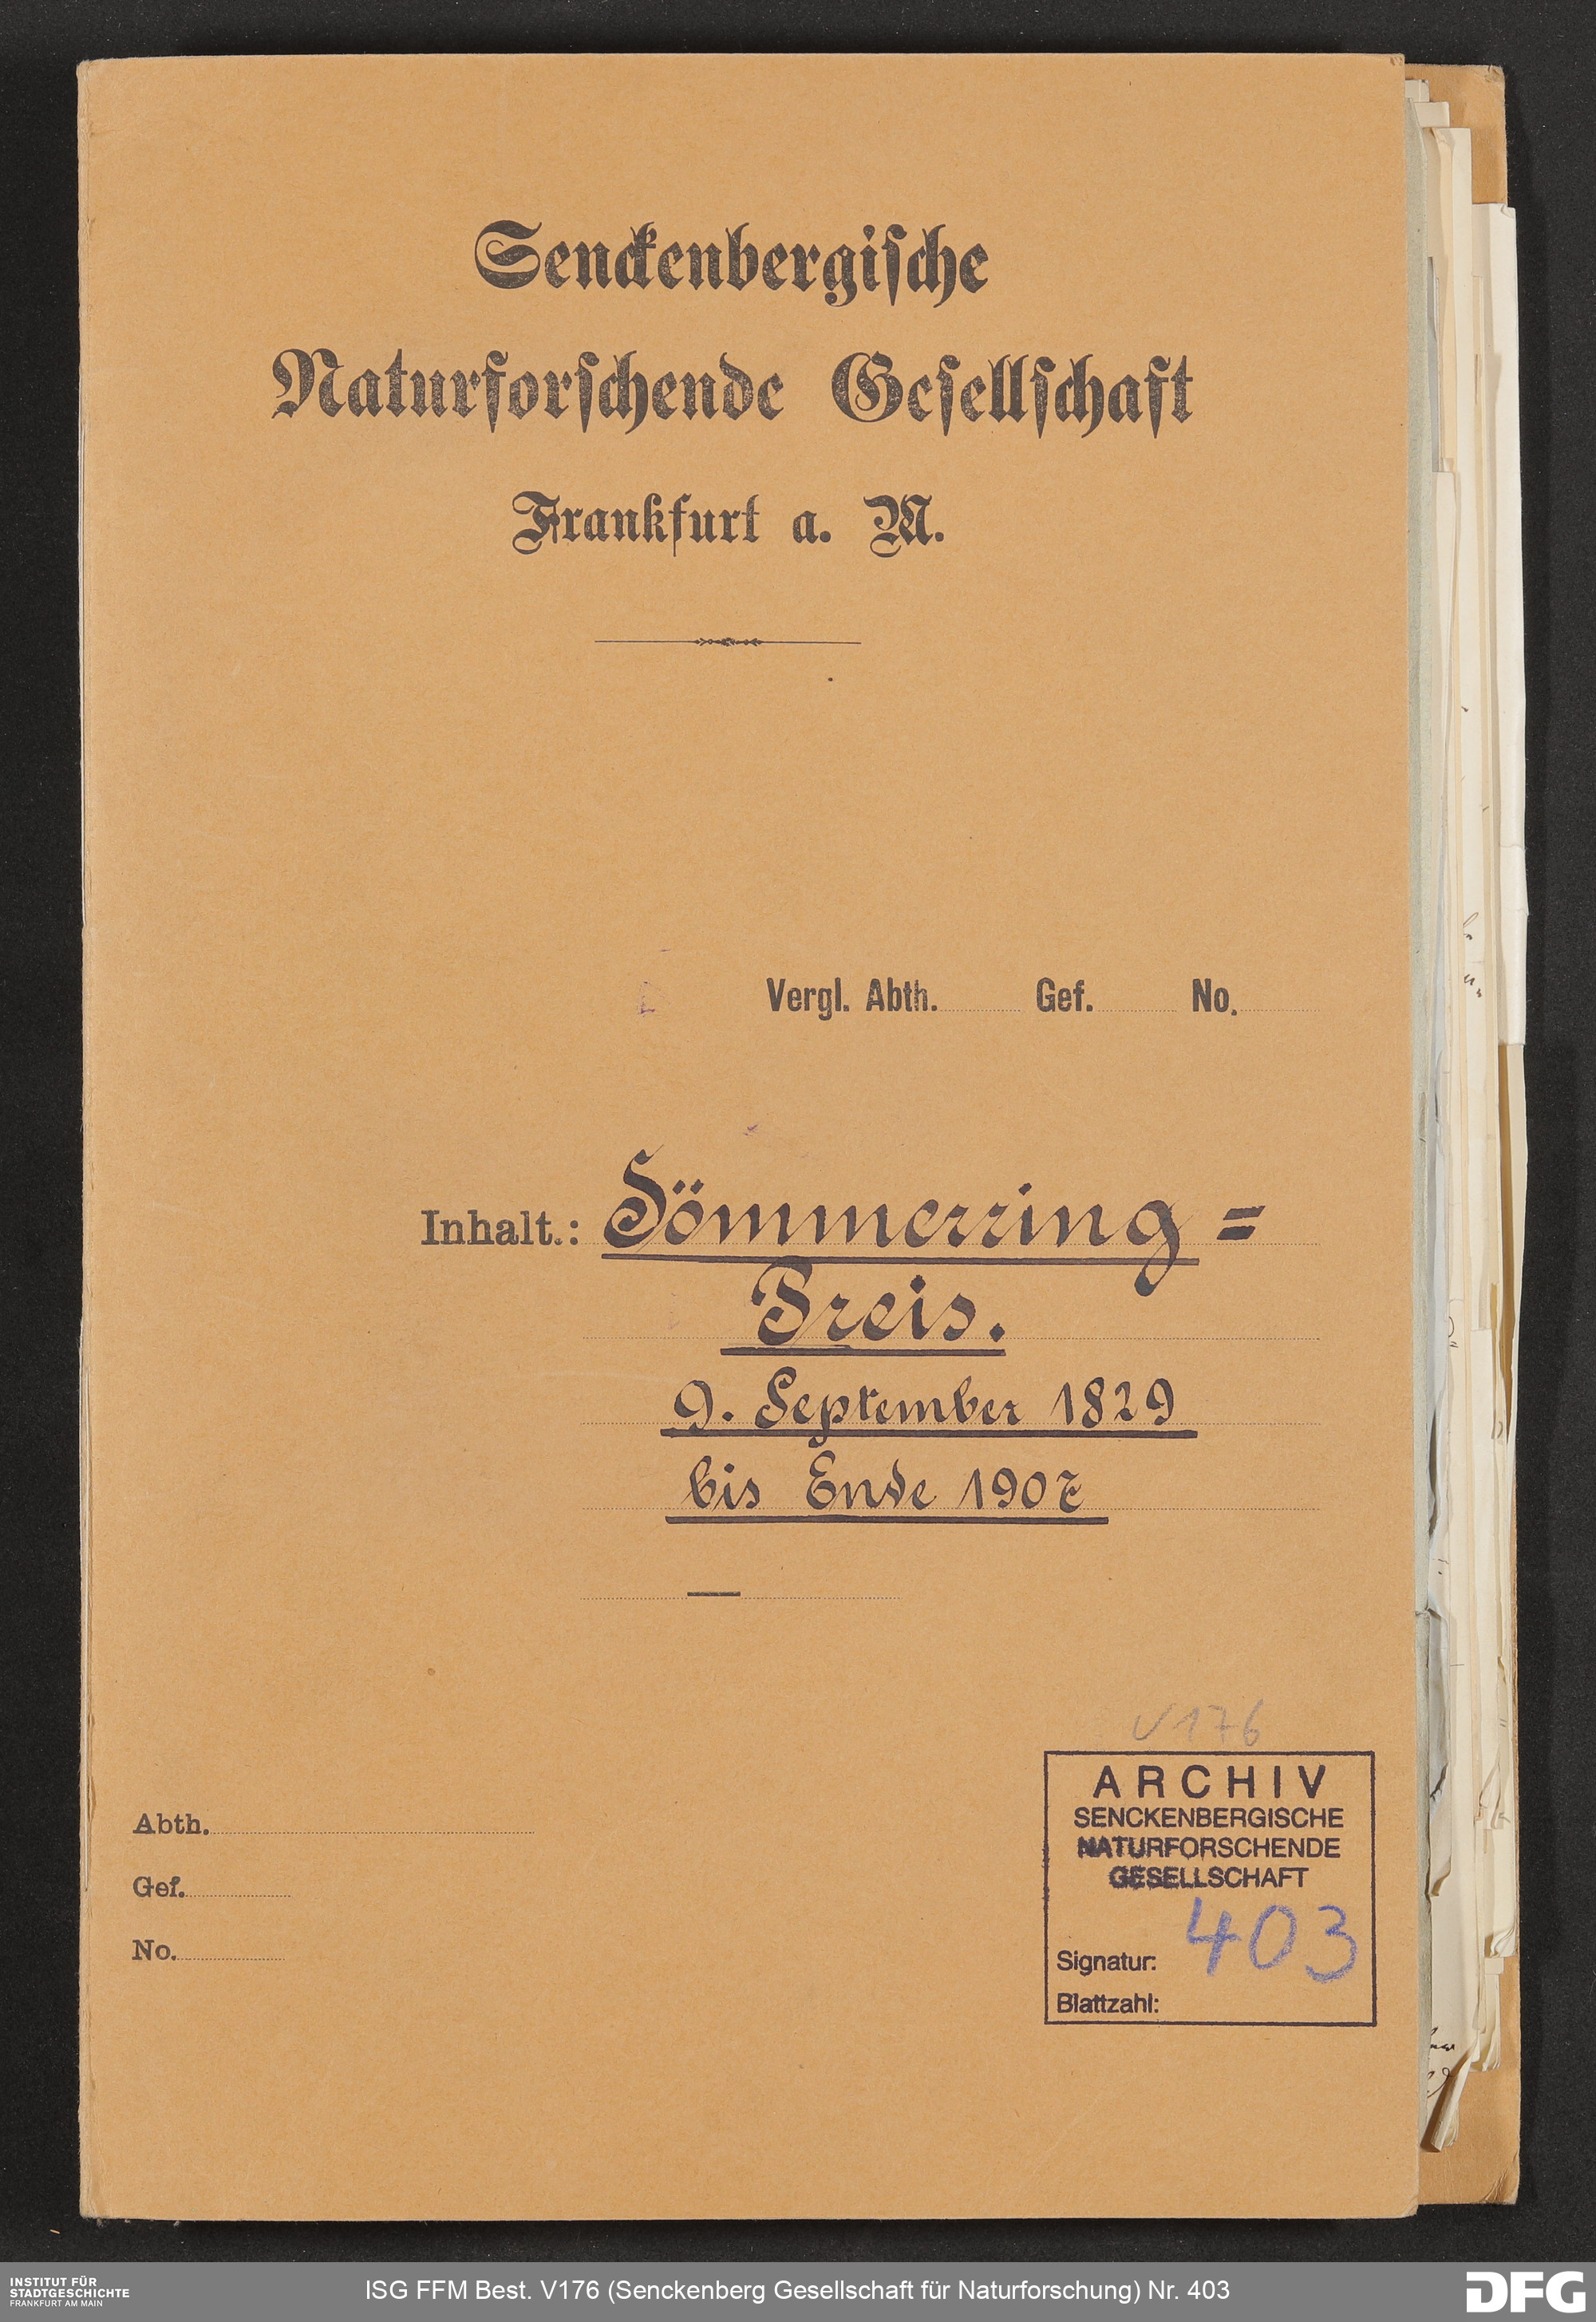 Senckenbergische
Naturforschende Gesellschaft
Frankfurt a. M.
Vergl. Abth. Gef. No.
Inhalt.: Sömmerring=
Preis.
9. September 1829
bis Ende 1907
V 176
ARCHIV
SENCKENBERGISCHE
NATURFORSCHENDE
GESELLSCHAFT
Signatur: 403
Blattzahl:
Abth.
Gef.
No.
INSTITUT FÜR
STADTGESCHICHTE
FRANKFURT AM MAIN
ISG FFM Best. V176 (Senckenberg Gesellschaft für Naturforschung) Nr. 403
DFG